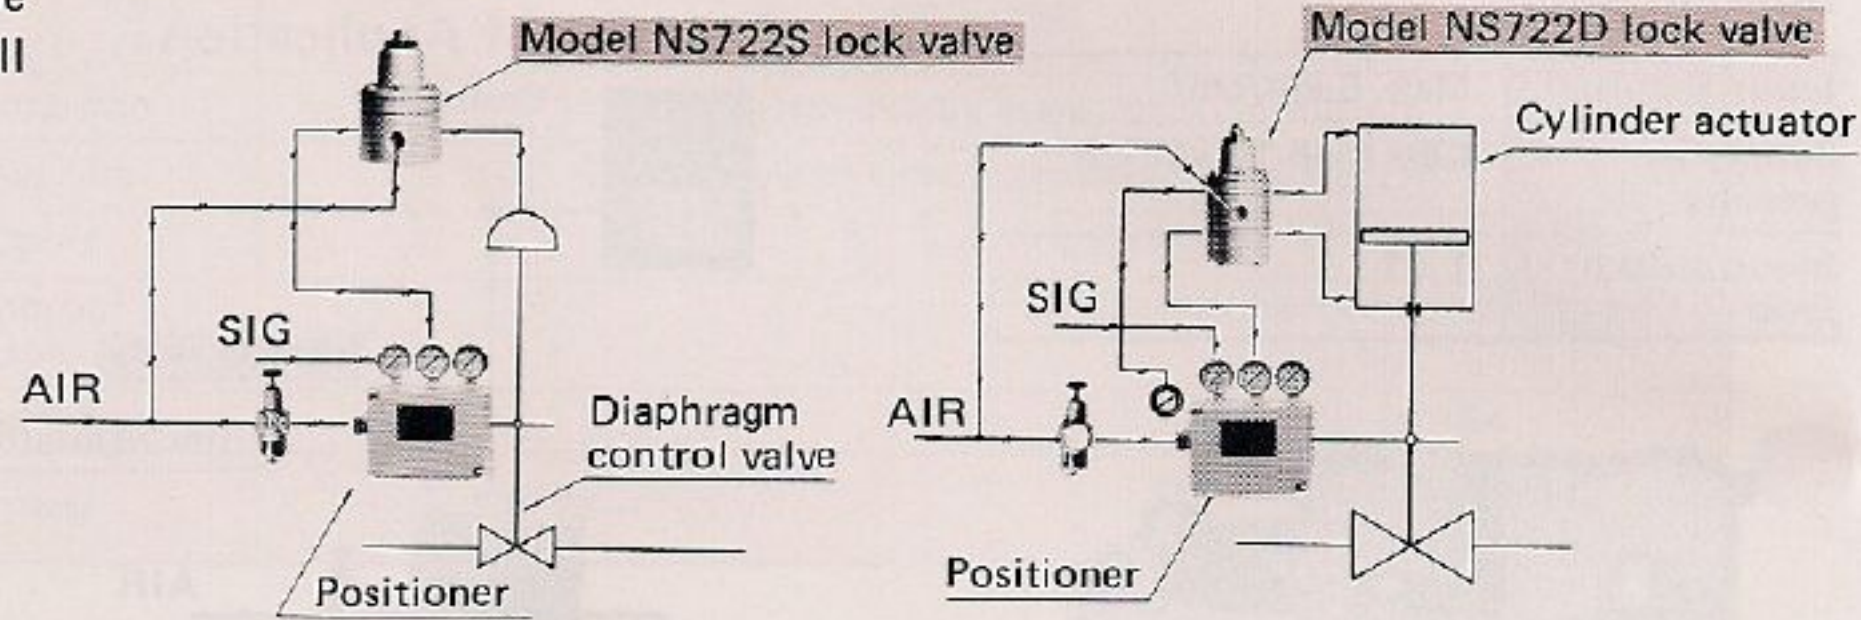 ll
Model NS722S lock valve
SIG
AIR
Diaphragm
control valve
Positioner
Model NS722D lock valve
Cylinder actuator
SIG
AIR
Positioner